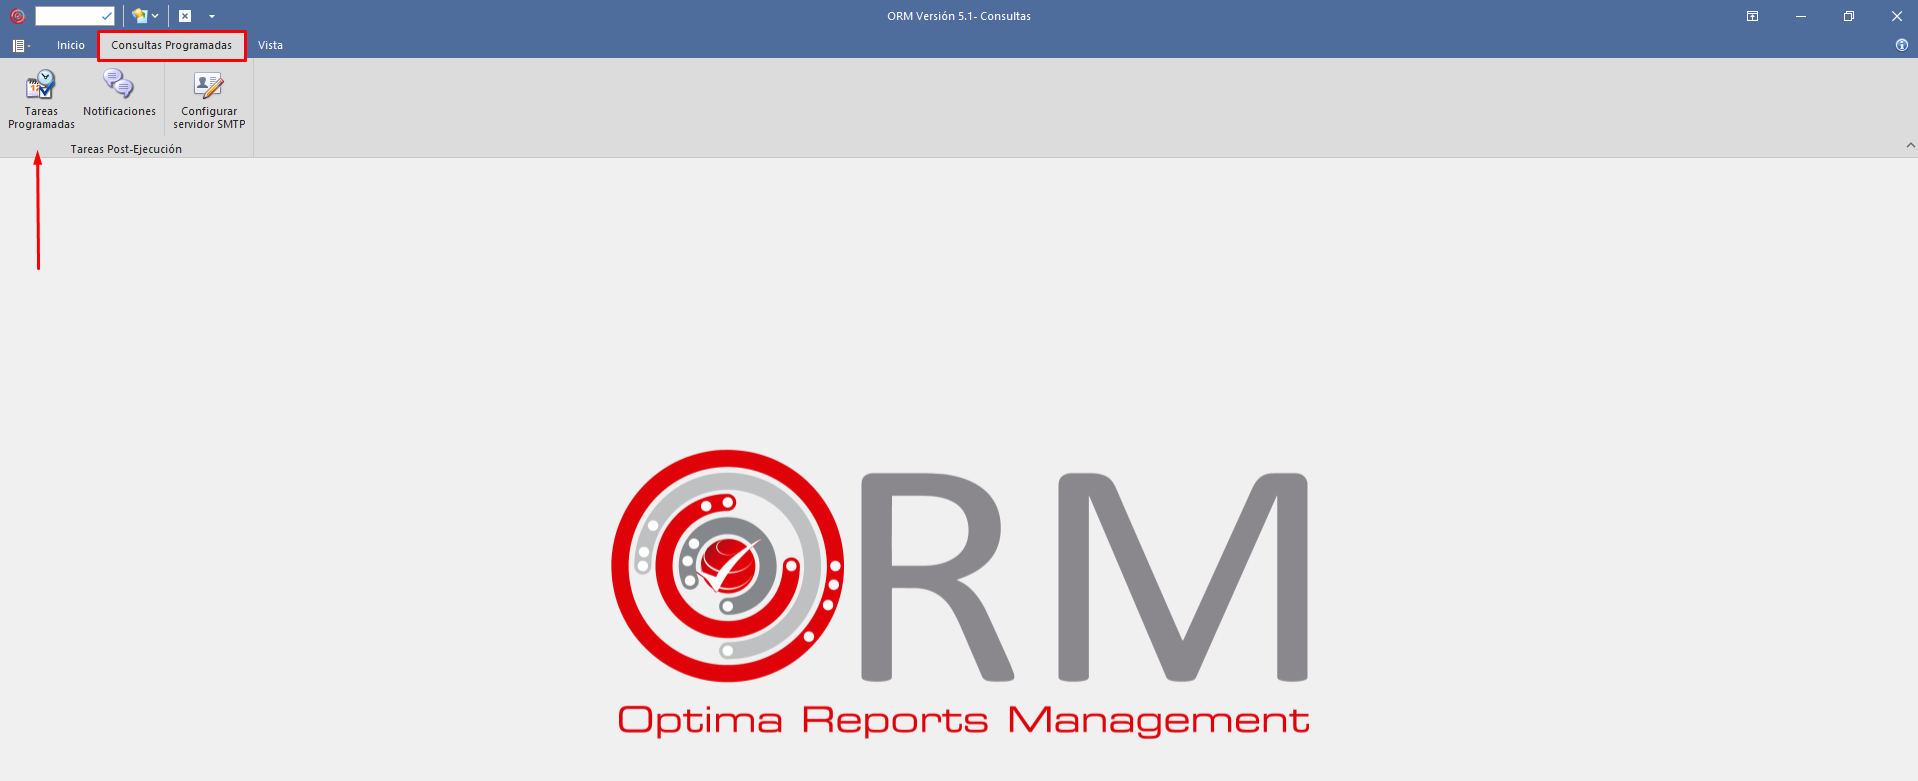 ORM Versión 5.1- Consultas
Inicio
Consultas Programadas
Vista
Tareas
Programadas
Notificaciones
Configurar
servidor SMTP
Tareas Post-Ejecución
ORM
Optima Reports Management